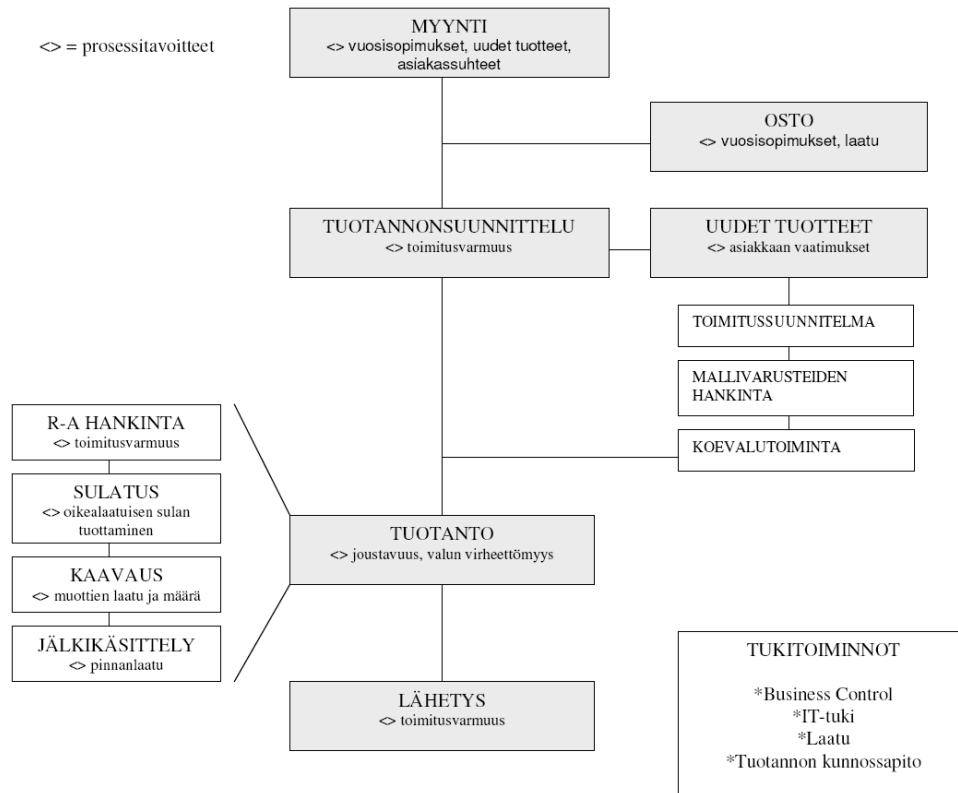 <> = prosessitavoitteet
MYYNTI
<> vuosisopimukset, uudet tuotteet,
asiakassuhteet
OSTO
<> vuosisopimukset, laatu
TUOTANNONSUUNNITTELU
<> toimitusvarmuus
UUDET TUOTTEET
<> asiakkaan vaatimukset
TOIMITUSSUUNNITELMA
MALLIVARUSTEIDEN
HANKINTA
KOEVALUTOIMINTA
R-A HANKINTA
<> toimitusvarmuus
SULATUS
<> oikealaatuisen sulan
tuottaminen
KAAVAUS
<> muottien laatu ja määrä
JÄLKIKÄSITTELY
<> pinnanlaatu
TUOTANTO
<> joustavuus, valun virheettömyys
LÄHETYS
<> toimitusvarmuus
TUKITOIMINNOT
*Business Control
*IT-tuki
*Laatu
*Tuotannon kunnossapito